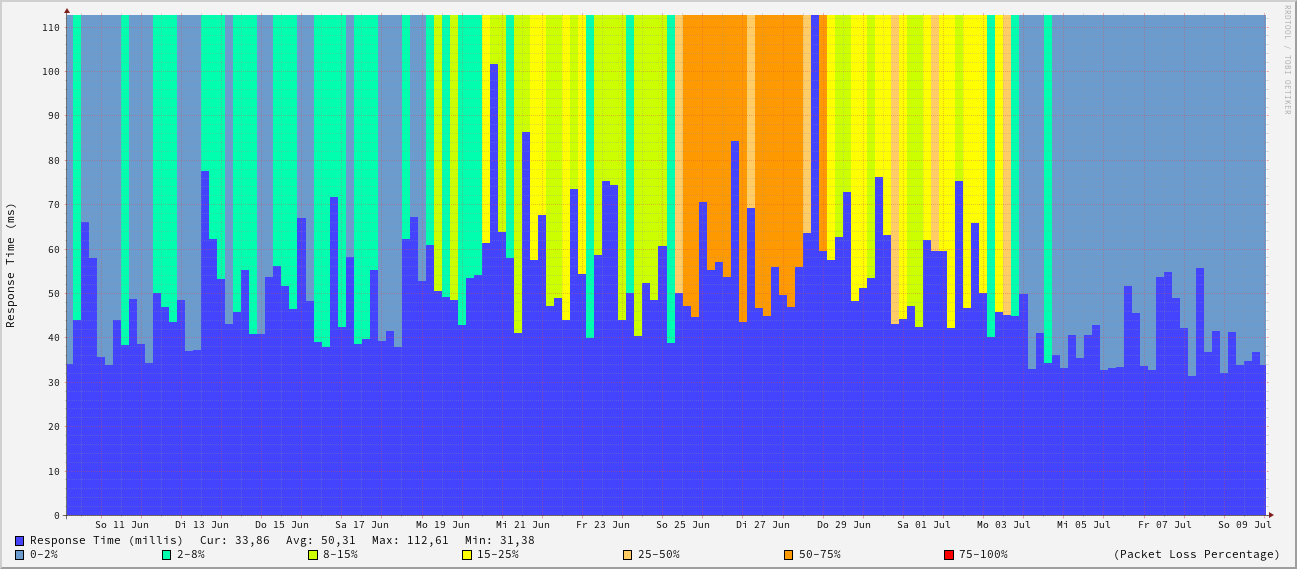 RRDTOOL / TOBI OETIKER
Response Time (ms)
110
100
90
80
70
60
50
40
30
20
10
0
So 11 Jun Di 13 Jun Do 15 Jun Sa 17 Jun Mo 19 Jun Mi 21 Jun Fr 23 Jun So 25 Jun Di 27 Jun Do 29 Jun Sa 01 Jul Mo 03 Jul Mi 05 Jul Fr 07 Jul So 09 Jul
Response Time (millis) Cur: 33,86 Avg: 50,31 Max: 112,61 Min: 31,38
0-2% 2-8% 8-15% 15-25% 25-50% 50-75% 75-100% (Packet Loss Percentage)